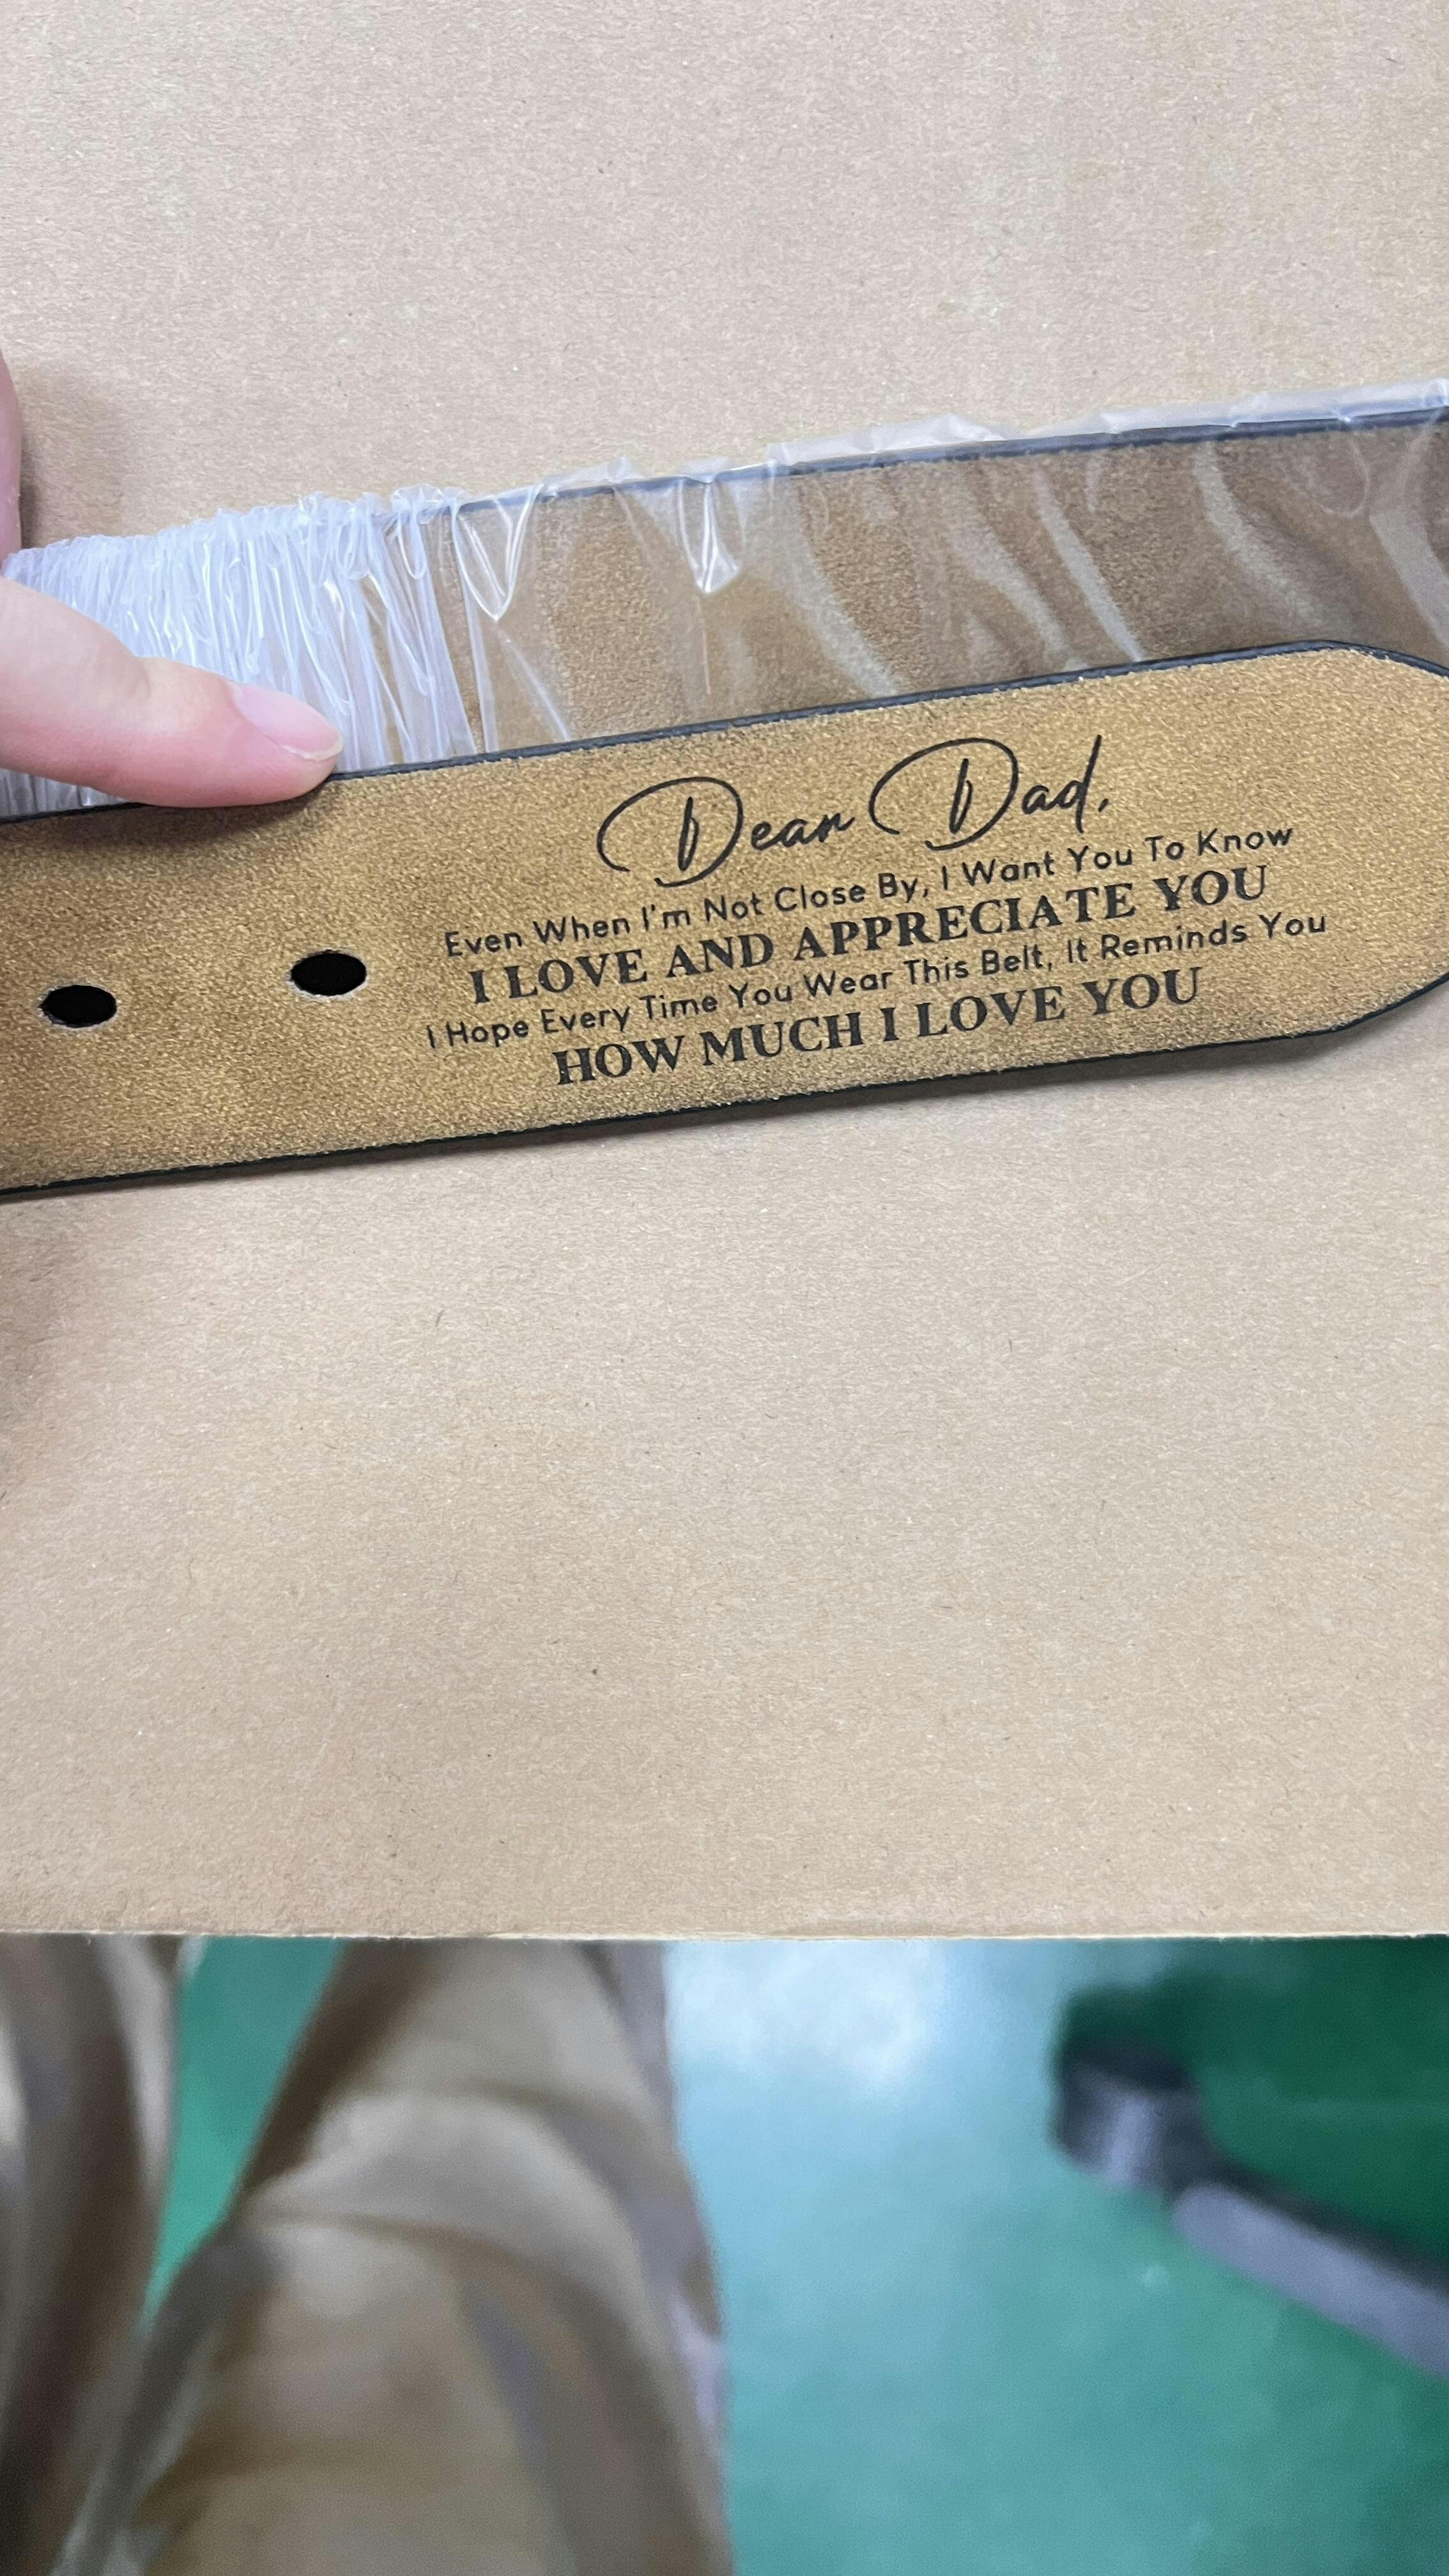 Dear Dad,
Even When I'm Not Close By, I Want You To Know
I LOVE AND APPRECIATE YOU
I Hope Every Time You Wear This Belt, It Reminds You
HOW MUCH I LOVE YOU